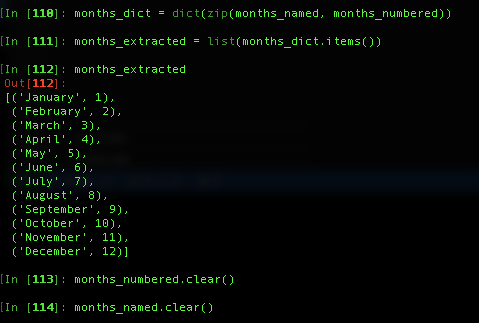 In [110]: months_dict = dict(zip(months_named, months_numbered))
In [111]: months_extracted = list(months_dict.items())
In [112]: months_extracted
Out[112]:
[('January', 1),
('February', 2),
('March', 3),
('April', 4),
('May', 5),
('June', 6),
('July', 7),
('August', 8),
('September', 9),
('October', 10),
('November', 11),
('December', 12)]
In [113]: months_numbered.clear()
In [114]: months_named.clear()